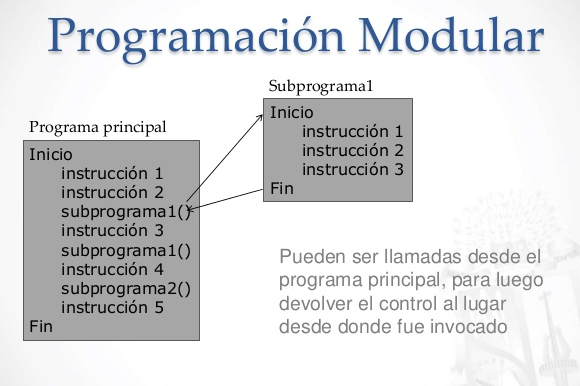 Programación Modular
Programa principal
Inicio
instrucción 1
instrucción 2
subprograma1()
instrucción 3
subprograma1()
instrucción 4
subprograma2()
instrucción 5
Fin
Subprograma1
Inicio
instrucción 1
instrucción 2
instrucción 3
Fin
Pueden ser llamadas desde el
programa principal, para luego
devolver el control al lugar
desde donde fue invocado